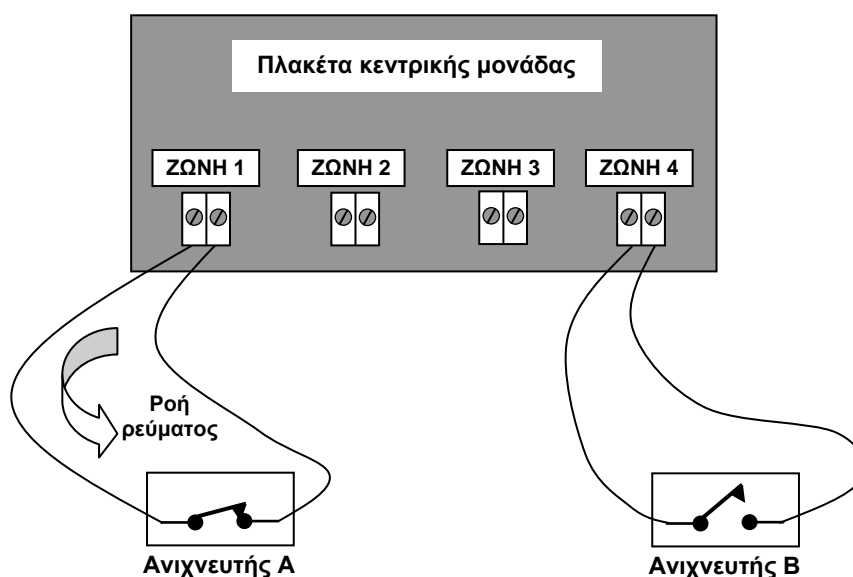 Πλακέτα κεντρικής μονάδας
ΖΩΝΗ 1
ΖΩΝΗ 2
ΖΩΝΗ 3
ΖΩΝΗ 4
Ροή
ρεύματος
Ανιχνευτής Α
Ανιχνευτής Β